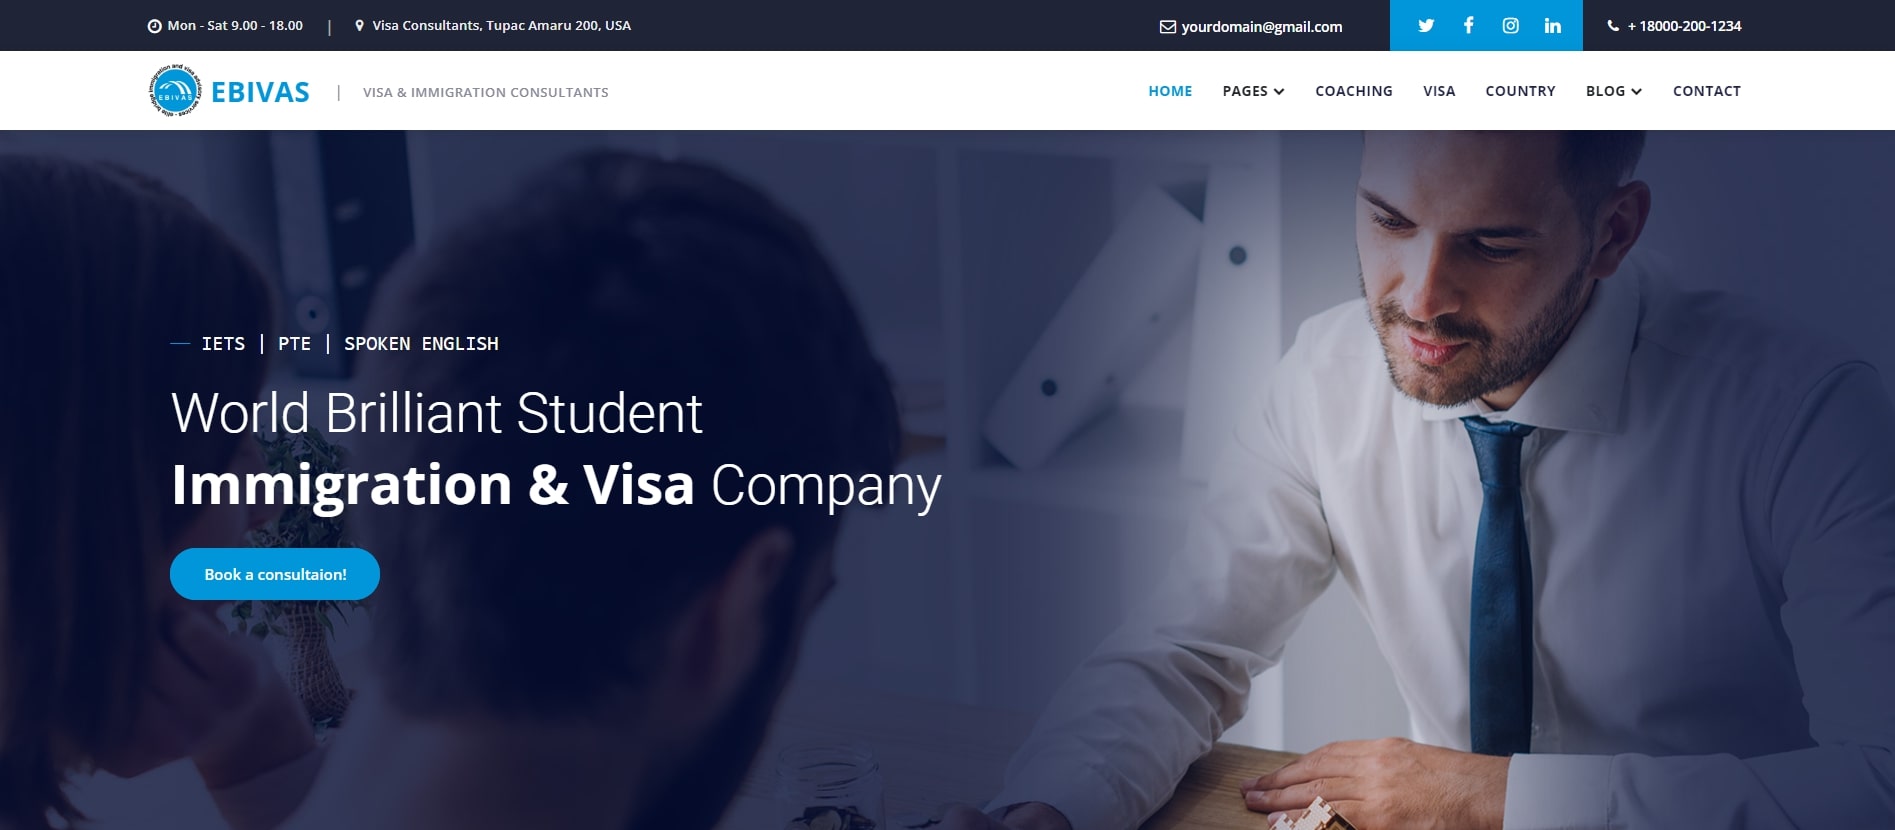 Mon - Sat 9.00 - 18.00 | Visa Consultants, Tupac Amaru 200, USA
yourdomain@gmail.com
+ 18000-200-1234
EBIVAS
EBIVAS | VISA & IMMIGRATION CONSULTANTS
HOME PAGES COACHING VISA COUNTRY BLOG CONTACT
IETS | PTE | SPOKEN ENGLISH
World Brilliant Student
Immigration & Visa Company
Book a consultaion!